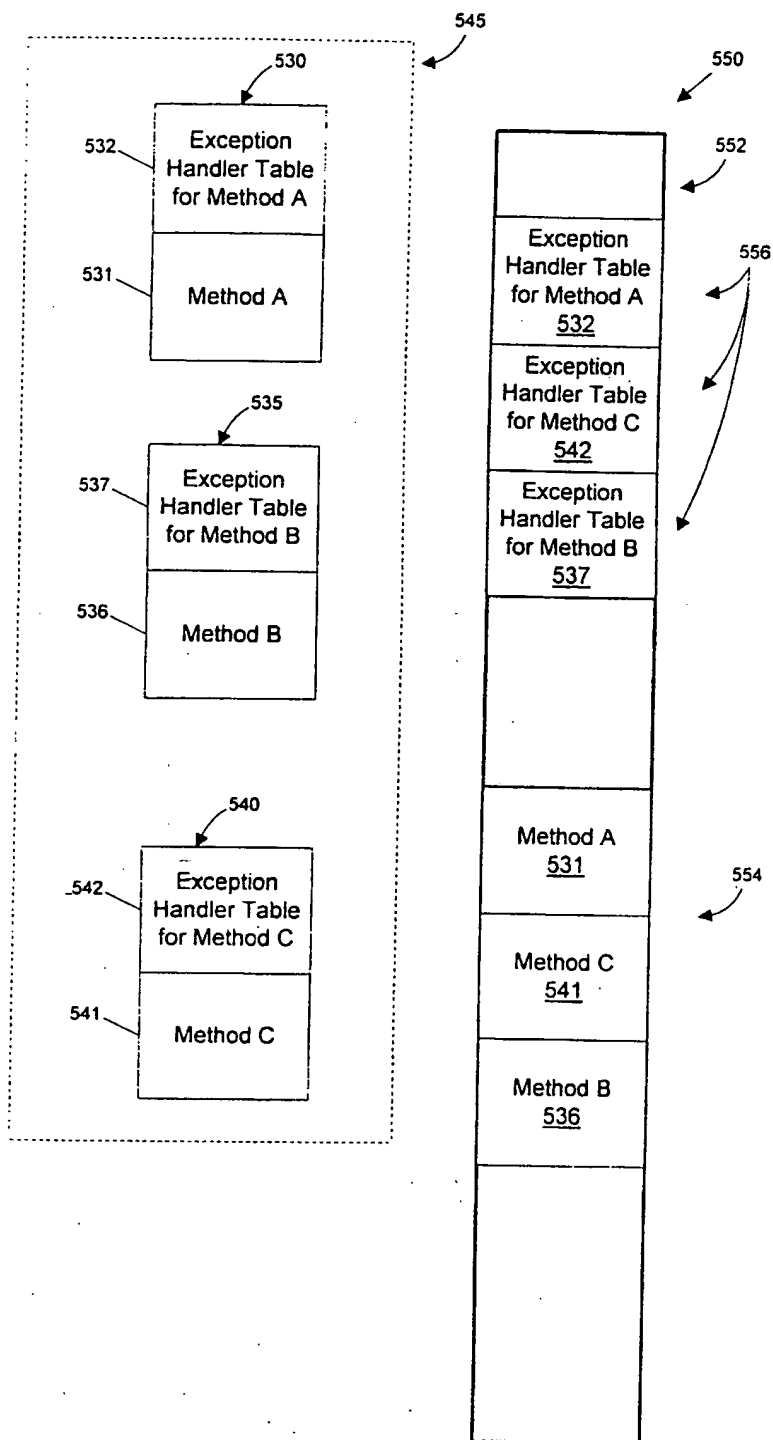 545
530
532
Exception
Handler Table
for Method A
531
Method A
535
537
Exception
Handler Table
for Method B
536
Method B
540
542
Exception
Handler Table
for Method C
541
Method C
550
552
Exception
Handler Table
for Method A
532
556
Exception
Handler Table
for Method C
542
Exception
Handler Table
for Method B
537
Method A
531
554
Method C
541
Method B
536